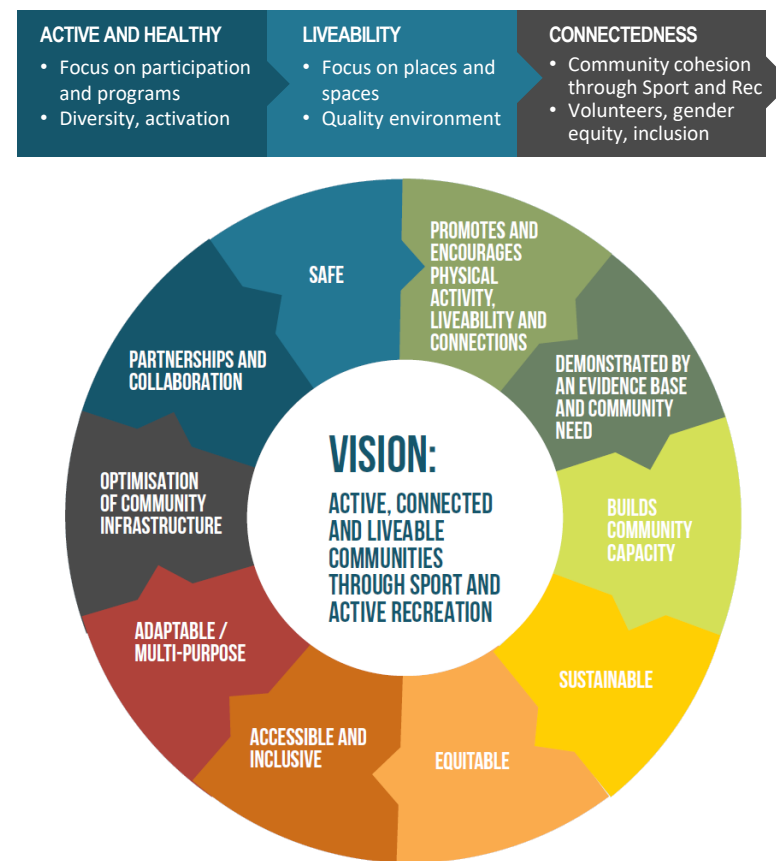 ACTIVE AND HEALTHY
• Focus on participation
and programs
• Diversity, activation
LIVEABILITY
• Focus on places and
spaces
• Quality environment
CONNECTEDNESS
• Community cohesion
through Sport and Rec
• Volunteers, gender
equity, inclusion
PROMOTES AND
ENCOURAGES
PHYSICAL
ACTIVITY,
LIVEABILITY AND
CONNECTIONS
DEMONSTRATED BY
AN EVIDENCE BASE
AND COMMUNITY
NEED
BUILDS
COMMUNITY
CAPACITY
SUSTAINABLE
EQUITABLE
ACCESSIBLE AND
INCLUSIVE
ADAPTABLE /
MULTI-PURPOSE
OPTIMISATION
OF COMMUNITY
INFRASTRUCTURE
PARTNERSHIPS AND
COLLABORATION
SAFE
VISION:
ACTIVE, CONNECTED
AND LIVEABLE
COMMUNITIES
THROUGH SPORT AND
ACTIVE RECREATION